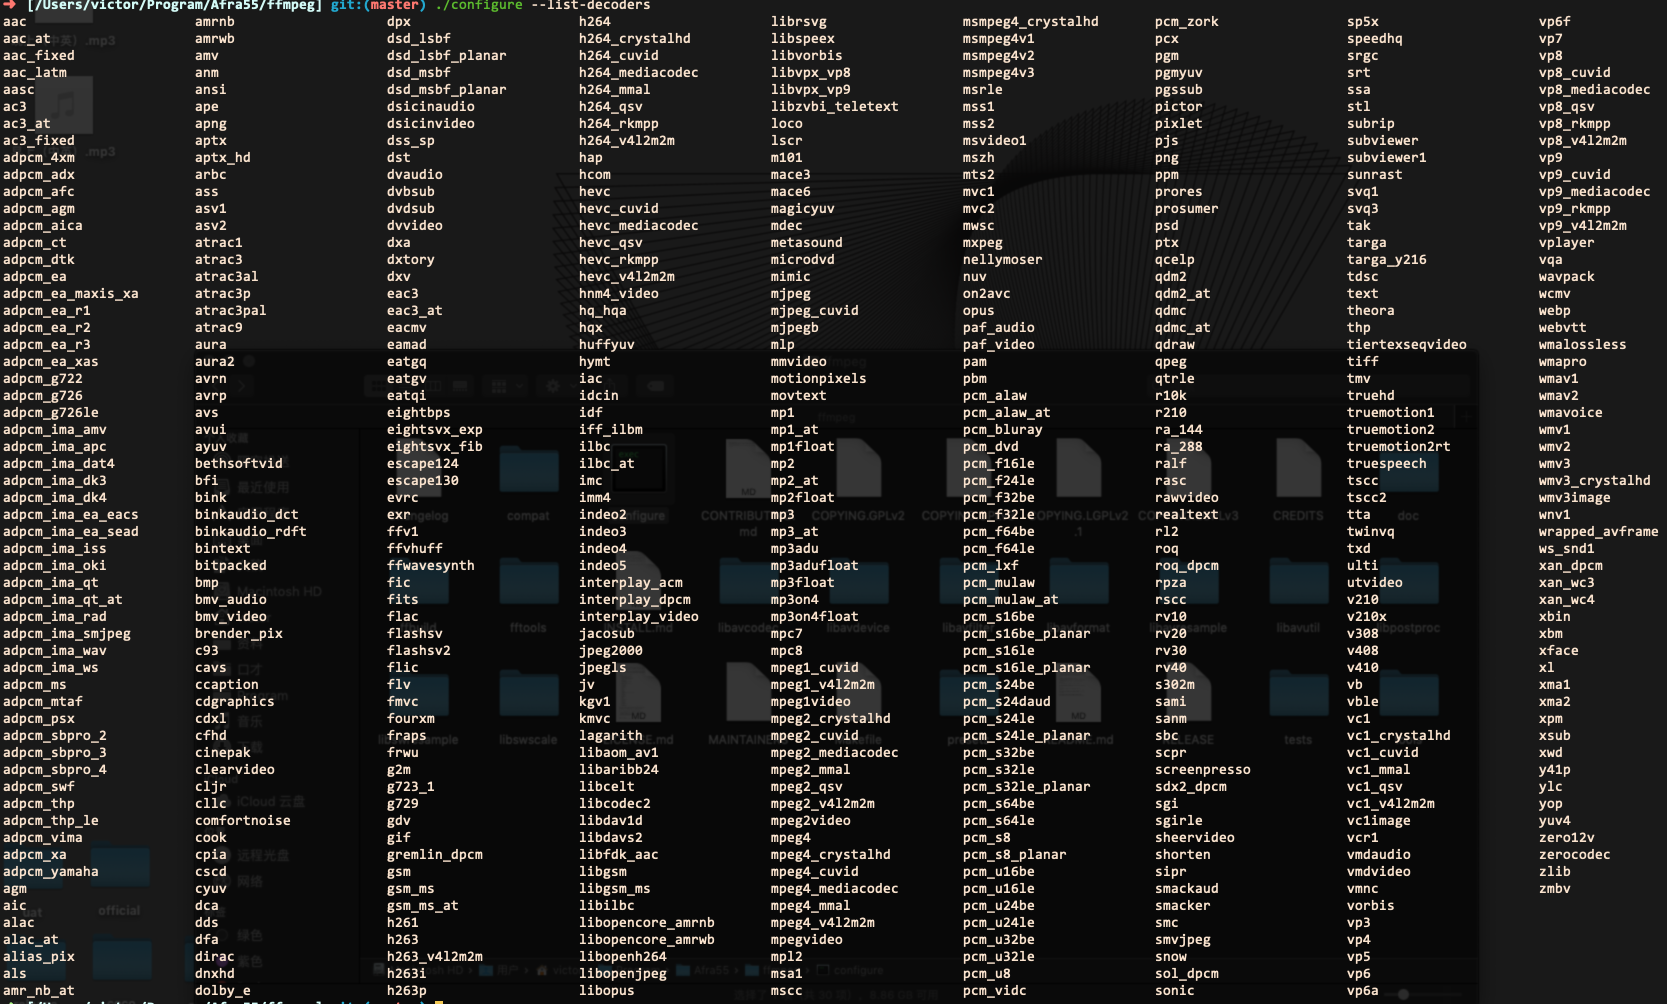 ➜ [/Users/victor/Program/Afra55/ffmpeg] git:(master) ./configure --list-decoders
aac amrnb dpx h264 librsvg msmpeg4_crystalhd pcm_zork sp5x vp6f
aac_at amrwb dsd_lsbf h264_crystalhd libspeex msmpeg4v1 pcx speedhq vp7
aac_fixed amv dsd_lsbf_planar h264_cuvid libvorbis msmpeg4v2 pgm srgc vp8
aac_latm anm dsd_msbf h264_mediacodec libvpx_vp8 msmpeg4v3 pgmyuv srt vp8_cuvid
aasc ansi dsd_msbf_planar h264_mmal libvpx_vp9 msrle pgssub ssa vp8_mediacodec
ac3 ape dsicinaudio h264_qsv libzvbi_teletext mss1 pictor stl vp8_qsv
ac3_at apng dsicinvideo h264_rkmpp loco mss2 pixlet subrip vp8_rkmpp
ac3_fixed aptx dss_sp h264_v4l2m2m lscr msvideo1 pjs subviewer vp8_v4l2m2m
adpcm_4xm aptx_hd dst hap m101 mszh png subviewer1 vp9
adpcm_adx arbc dvaudio hcom mace3 mts2 ppm sunrast vp9_cuvid
adpcm_afc ass dvbsub hevc mace6 mvc1 prores svq1 vp9_mediacodec
adpcm_agm asv1 dvdsub hevc_cuvid magicyuv mvc2 prosumer svq3 vp9_rkmpp
adpcm_aica asv2 dvvideo hevc_mediacodec mdec mwsc psd tak vp9_v4l2m2m
adpcm_ct atrac1 dxa hevc_qsv metasound mxpeg ptx targa vplayer
adpcm_dtk atrac3 dxtory hevc_rkmpp microdvd nellymoser qcelp targa_y216 vqa
adpcm_ea atrac3al dxv hevc_v4l2m2m mimic nuv qdm2 tdsc wavpack
adpcm_ea_maxis_xa atrac3p eac3 hnm4_video mjpeg on2avc qdm2_at text wcmv
adpcm_ea_r1 atrac3pal eac3_at hq_hqa mjpeg_cuvid opus qdmc theora webp
adpcm_ea_r2 atrac9 eacmv hqx mjpegb paf_audio qdmc_at thp webvtt
adpcm_ea_r3 aura eamad huffyuv mlp paf_video qdraw tiertexseqvideo wmalossless
adpcm_ea_xas aura2 eatgq hymt mmvideo pam qpeg tiff wmapro
adpcm_g722 avrn eatgv iac motionpixels pbm qtrle tmv wmav1
adpcm_g726 avrp eatqi idcin movtext pcm_alaw r10k truehd wmav2
adpcm_g726le avs eightbps idf mp1 pcm_alaw_at r210 truemotion1 wmavoice
adpcm_ima_amv avui eightsvx_exp iff_ilbm mp1_at pcm_bluray ra_144 truemotion2 wmv1
adpcm_ima_apc ayuv eightsvx_fib ilbc mp1float pcm_dvd ra_288 truemotion2rt wmv2
adpcm_ima_dat4 bethsoftvid escape124 ilbc_at mp2 pcm_f16le ralf truespeech wmv3
adpcm_ima_dk3 bfi escape130 imc mp2_at pcm_f24le rasc tscc wmv3_crystalhd
adpcm_ima_dk4 bink evrc imm4 mp2float pcm_f32be rawvideo tscc2 wmv3image
adpcm_ima_ea_eacs binkaudio_dct exr indeo2 mp3 pcm_f32le realtext tta wnv1
adpcm_ima_ea_sead binkaudio_rdft ffv1 indeo3 mp3_at pcm_f64be rl2 twinvq wrapped_avframe
adpcm_ima_iss bintext ffvhuff indeo4 mp3adu pcm_f64le roq txd ws_snd1
adpcm_ima_oki bitpacked ffwavesynth indeo5 mp3adufloat pcm_lxf roq_dpcm ulti xan_dpcm
adpcm_ima_qt bmp fic interplay_acm mp3float pcm_mulaw rpza utvideo xan_wc3
adpcm_ima_qt_at bmv_audio fits interplay_dpcm mp3on4 pcm_mulaw_at rscc v210 xan_wc4
adpcm_ima_rad bmv_video flac interplay_video mp3on4float pcm_s16be rv10 v210x xbin
adpcm_ima_smjpeg brender_pix flashsv jacosub mpc7 pcm_s16be_planar rv20 v308 xbm
adpcm_ima_wav c93 flashsv2 jpeg2000 mpc8 pcm_s16le rv30 v408 xface
adpcm_ima_ws cavs flic jpegls mpeg1_cuvid pcm_s16le_planar rv40 v410 xl
adpcm_ms ccaption flv jv mpeg1_v4l2m2m pcm_s24be s302m vb xma1
adpcm_mtaf cdgraphics fmvc kgv1 mpeg1video pcm_s24daud sami vble xma2
adpcm_psx cdxl fourxm kmvc mpeg2_crystalhd pcm_s24le sanm vc1 xpm
adpcm_sbpro_2 cfhd fraps lagarith mpeg2_cuvid pcm_s24le_planar sbc vc1_crystalhd xsub
adpcm_sbpro_3 cinepak frwu libaom_av1 mpeg2_mediacodec pcm_s32be scpr vc1_cuvid xwd
adpcm_sbpro_4 clearvideo g2m libaribb24 mpeg2_mmal pcm_s32le screenpresso vc1_mmal y41p
adpcm_swf cljr g723_1 libcelt mpeg2_qsv pcm_s32le_planar sdx2_dpcm vc1_qsv ylc
adpcm_thp cllc g729 libcodec2 mpeg2_v4l2m2m pcm_s64be sgi vc1_v4l2m2m yop
adpcm_thp_le comfortnoise gdv libdav1d mpeg2video pcm_s64le sgirle vc1image yuv4
adpcm_vima cook gif libdavs2 mpeg4 pcm_s8 sheervideo vcr1 zero12v
adpcm_xa cpia gremlin_dpcm libfdk_aac mpeg4_crystalhd pcm_s8_planar shorten vmdaudio zerocodec
adpcm_yamaha cscd gsm libgsm mpeg4_cuvid pcm_u16be sipr vmdvideo zlib
agm cyuv gsm_ms libgsm_ms mpeg4_mediacodec pcm_u16le smackaud vmnc zmbv
aic dca gsm_ms_at libilbc mpeg4_mmal pcm_u24be smacker vorbis
alac dds h261 libopencore_amrnb mpeg4_v4l2m2m pcm_u24le smc vp3
alac_at dfa h263 libopencore_amrwb mpegvideo pcm_u32be smvjpeg vp4
alias_pix dirac h263_v4l2m2m libopenh264 mpl2 pcm_u32le snow vp5
als dnxhd h263i libopenjpeg msa1 pcm_u8 sol_dpcm vp6
amr_nb_at dolby_e h263p libopus mscc pcm_vidc sonic vp6a